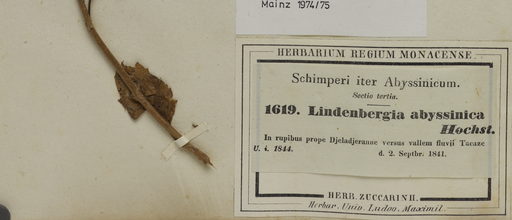 Mainz 1974/75
HERBARIUM REGIUM MONACENSE
Schimperi iter Abyssinicum.
Sectio tertia.
1619. Lindenbergia abyssinica
Hochst.
In rupibus prope Djeladjeranne versus vallem fluvii Tacaze
U. i. 1844. d. 2. Septbr. 1841.
HERB. ZUCCARINII.
Herbar. Univ. Ludov. Maximil.